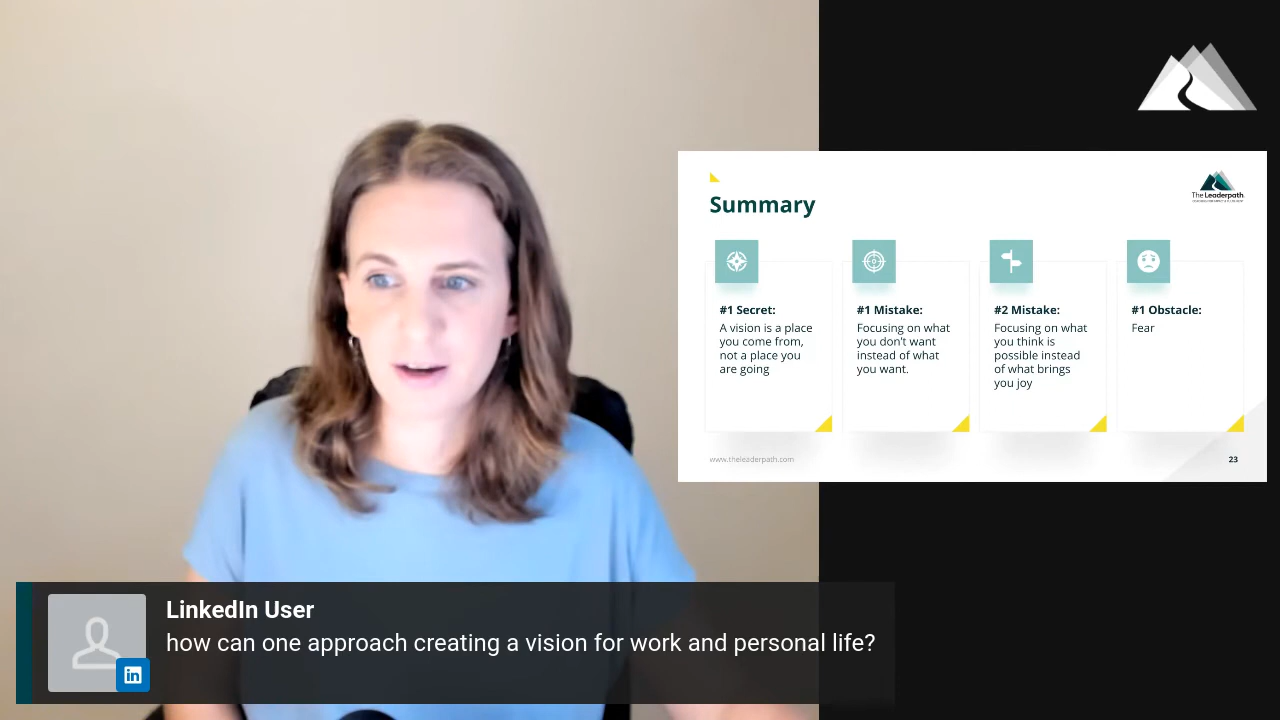 The Leaderpath
Summary
#1 Secret:
A vision is a place
you come from,
not a place you
are going
#1 Mistake:
Focusing on what
you don't want
instead of what
you want.
#2 Mistake:
Focusing on what
you think is
possible instead
of what brings
you joy
#1 Obstacle:
Fear
www.theleaderpath.com
23
LinkedIn User
how can one approach creating a vision for work and personal life?
in